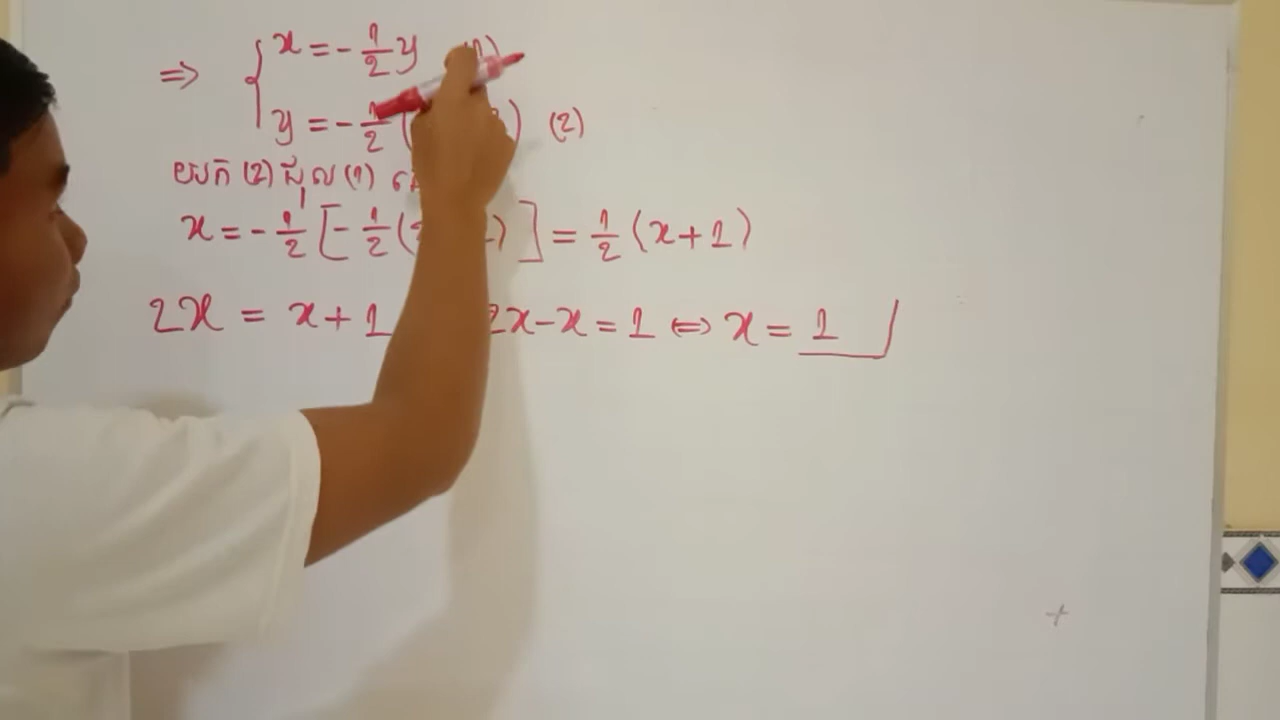 ⇒ { x = - 1/2 y
y = - 1/2 ( ) (2)
យក (2) ជួស (1)
x = - 1/2 [ - 1/2 ( ) ] = 1/2 (x + 1)
2x = x + 1 2x - x = 1 ⇔ x = 1